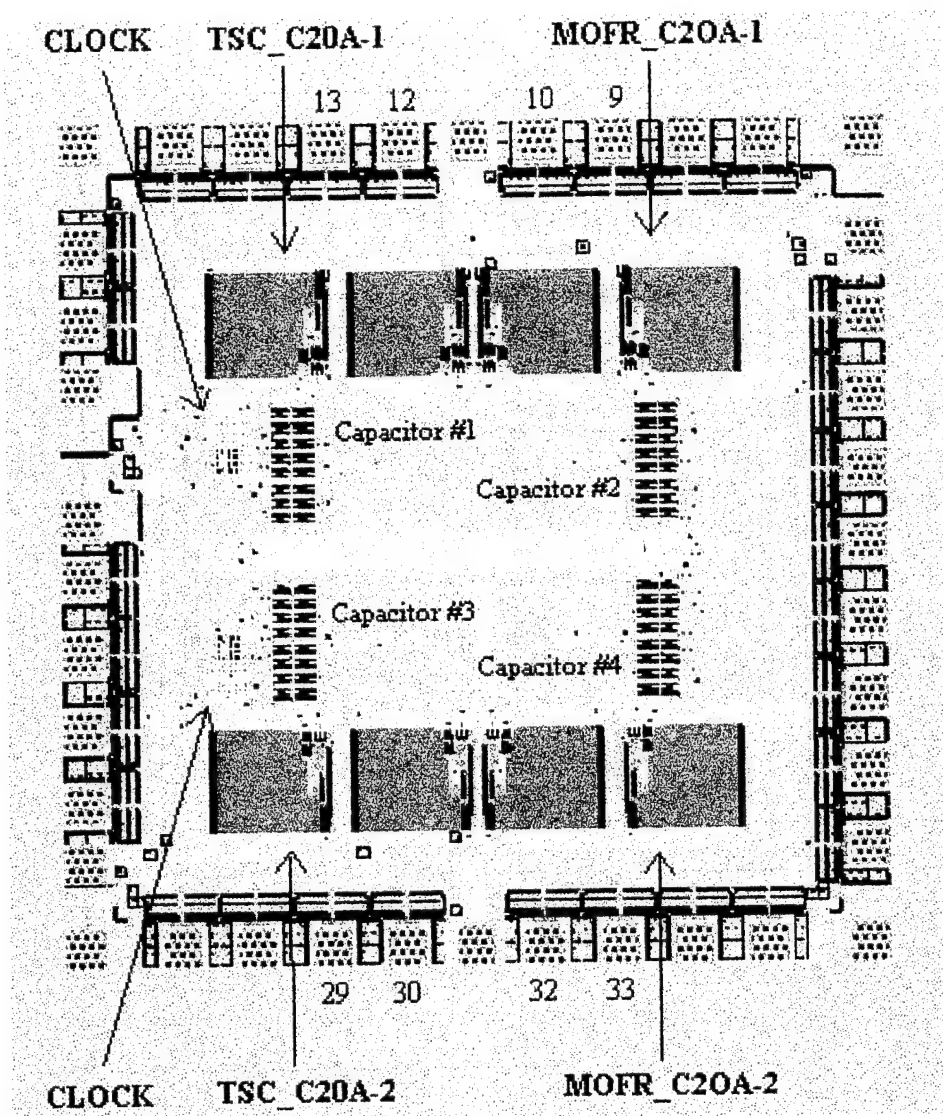 CLOCK TSC_C20A-1 MOFR_C2OA-1
13 12 10 9
Capacitor #1
Capacitor #2
Capacitor #3
Capacitor #4
29 30 32 33
CLOCK TSC_C20A-2 MOFR_C2OA-2